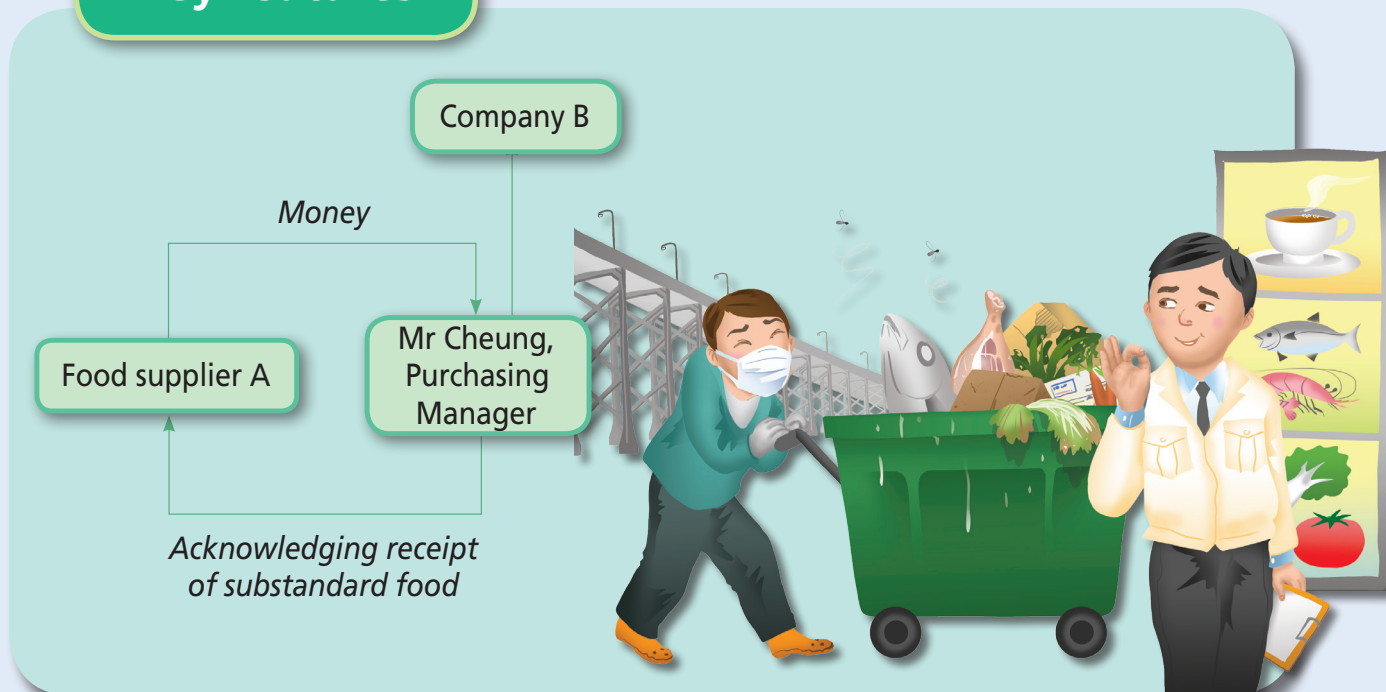 Company B
Money
Food supplier A
Mr Cheung,
Purchasing
Manager
Acknowledging receipt
of substandard food